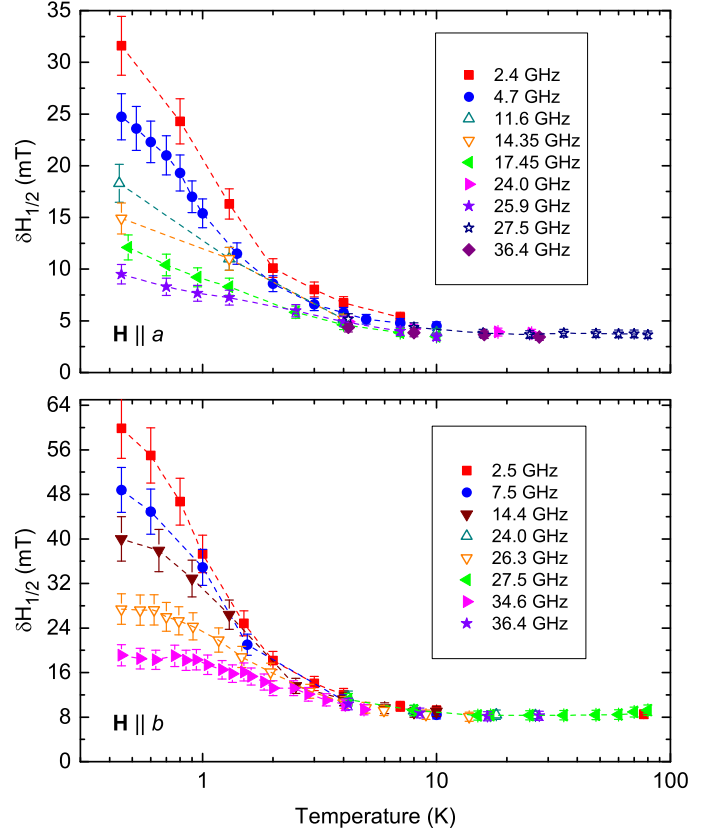 35
30
25
20
15
10
5
0
δH1/2 (mT)
2.4 GHz
4.7 GHz
11.6 GHz
14.35 GHz
17.45 GHz
24.0 GHz
25.9 GHz
27.5 GHz
36.4 GHz
H || a
64
56
48
40
32
24
16
8
0
δH1/2 (mT)
2.5 GHz
7.5 GHz
14.4 GHz
24.0 GHz
26.3 GHz
27.5 GHz
34.6 GHz
36.4 GHz
H || b
1 10 100
Temperature (K)